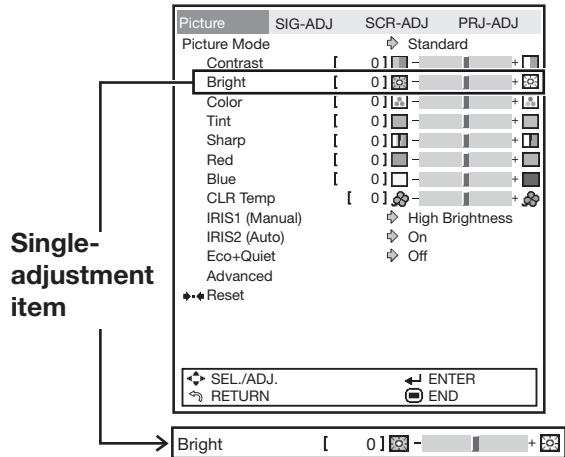 Picture SIG-ADJ SCR-ADJ PRJ-ADJ
Picture Mode Standard
Contrast [ 0 ] - +
Bright [ 0 ] - +
Color [ 0 ] - +
Tint [ 0 ] - +
Sharp [ 0 ] - +
Red [ 0 ] - +
Blue [ 0 ] - +
CLR Temp [ 0 ] - +
IRIS1 (Manual) High Brightness
IRIS2 (Auto) On
Eco+Quiet Off
Advanced
Reset
SEL./ADJ. ENTER
RETURN END
Single-
adjustment
item
Bright [ 0 ] - +